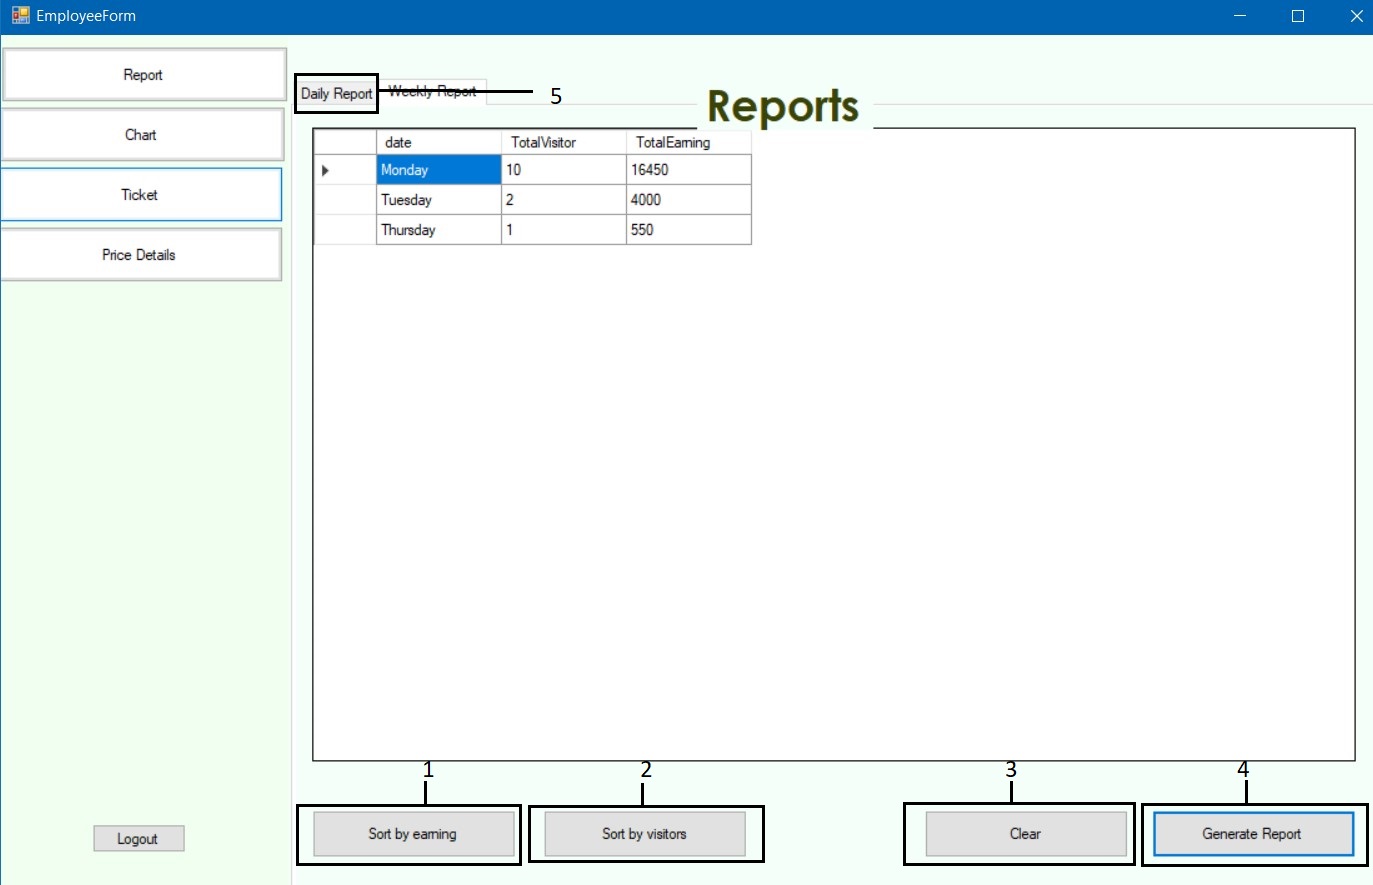 EmployeeForm
Report
Chart
Ticket
Price Details
Logout
Daily Report
Weekly Report
5
Reports
date TotalVisitor TotalEarning
Monday 10 16450
Tuesday 2 4000
Thursday 1 550
1 2 3 4
Sort by earning Sort by visitors Clear Generate Report